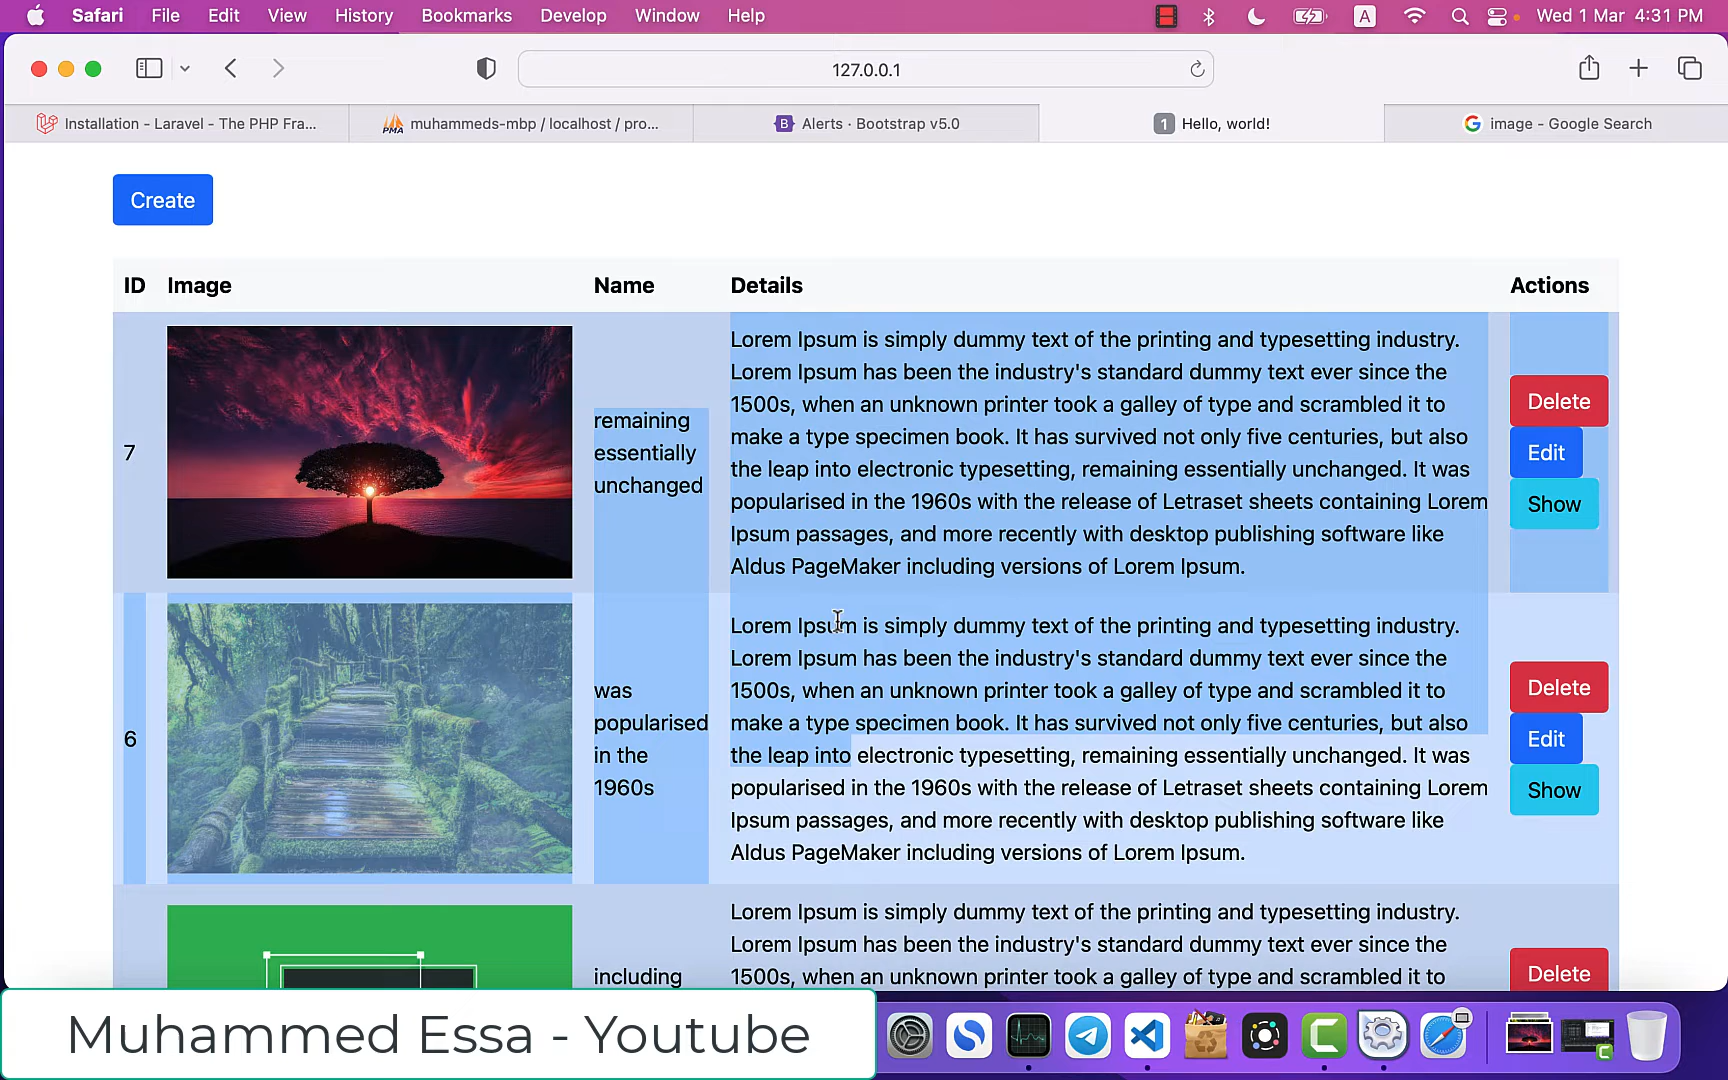 Safari File Edit View History Bookmarks Develop Window Help A Wed 1 Mar 4:31 PM
127.0.0.1
Installation - Laravel - The PHP Fra... PMA muhammeds-mbp / localhost / pro... B Alerts · Bootstrap v5.0 1 Hello, world! G image - Google Search
Create
ID Image Name Details Actions
7
remaining
essentially
unchanged
Lorem Ipsum is simply dummy text of the printing and typesetting industry.
Lorem Ipsum has been the industry's standard dummy text ever since the
1500s, when an unknown printer took a galley of type and scrambled it to
make a type specimen book. It has survived not only five centuries, but also
the leap into electronic typesetting, remaining essentially unchanged. It was
popularised in the 1960s with the release of Letraset sheets containing Lorem
Ipsum passages, and more recently with desktop publishing software like
Aldus PageMaker including versions of Lorem Ipsum.
Delete
Edit
Show
6
was
popularised
in the
1960s
Lorem Ipsum is simply dummy text of the printing and typesetting industry.
Lorem Ipsum has been the industry's standard dummy text ever since the
1500s, when an unknown printer took a galley of type and scrambled it to
make a type specimen book. It has survived not only five centuries, but also
the leap into electronic typesetting, remaining essentially unchanged. It was
popularised in the 1960s with the release of Letraset sheets containing Lorem
Ipsum passages, and more recently with desktop publishing software like
Aldus PageMaker including versions of Lorem Ipsum.
Delete
Edit
Show
including
Lorem Ipsum is simply dummy text of the printing and typesetting industry.
Lorem Ipsum has been the industry's standard dummy text ever since the
1500s, when an unknown printer took a galley of type and scrambled it to
Delete
Muhammed Essa - Youtube